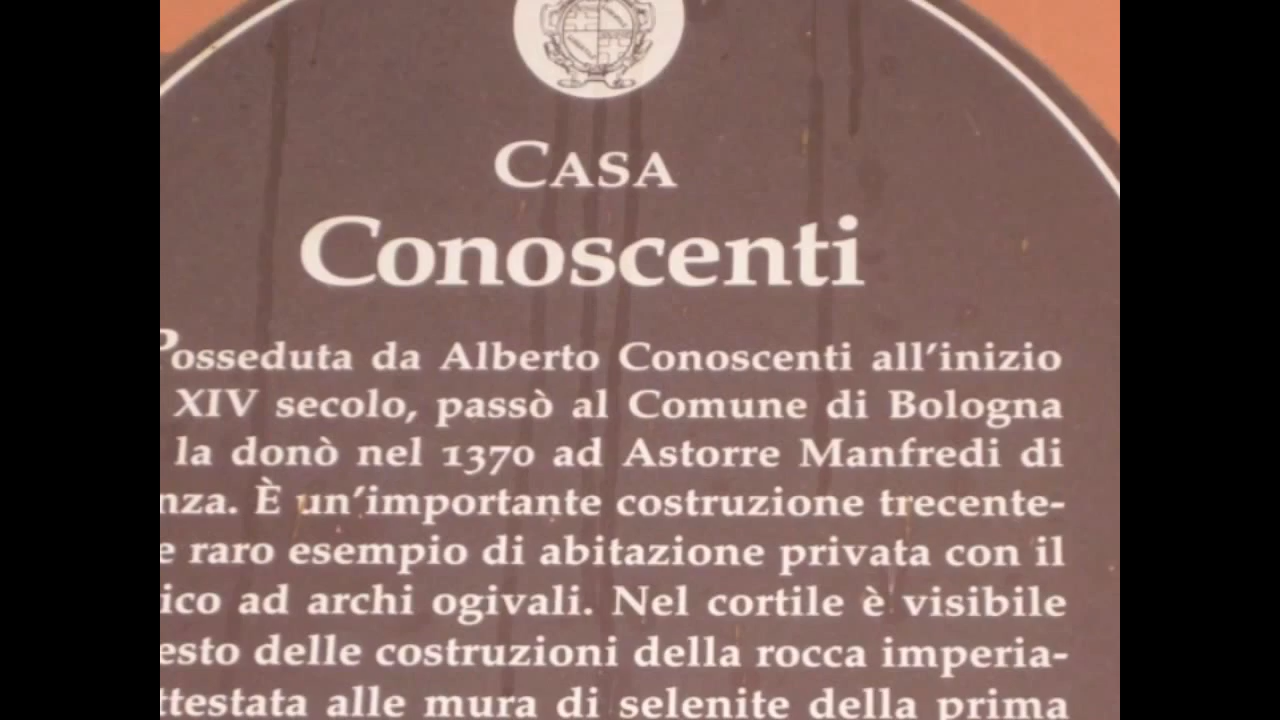 CASA
Conoscenti
Posseduta da Alberto Conoscenti all'inizio
XIV secolo, passò al Comune di Bologna
la donò nel 1370 ad Astorre Manfredi di
nza. È un'importante costruzione trecente-
e raro esempio di abitazione privata con il
ico ad archi ogivali. Nel cortile è visibile
esto delle costruzioni della rocca imperia-
ttestata alle mura di selenite della prima